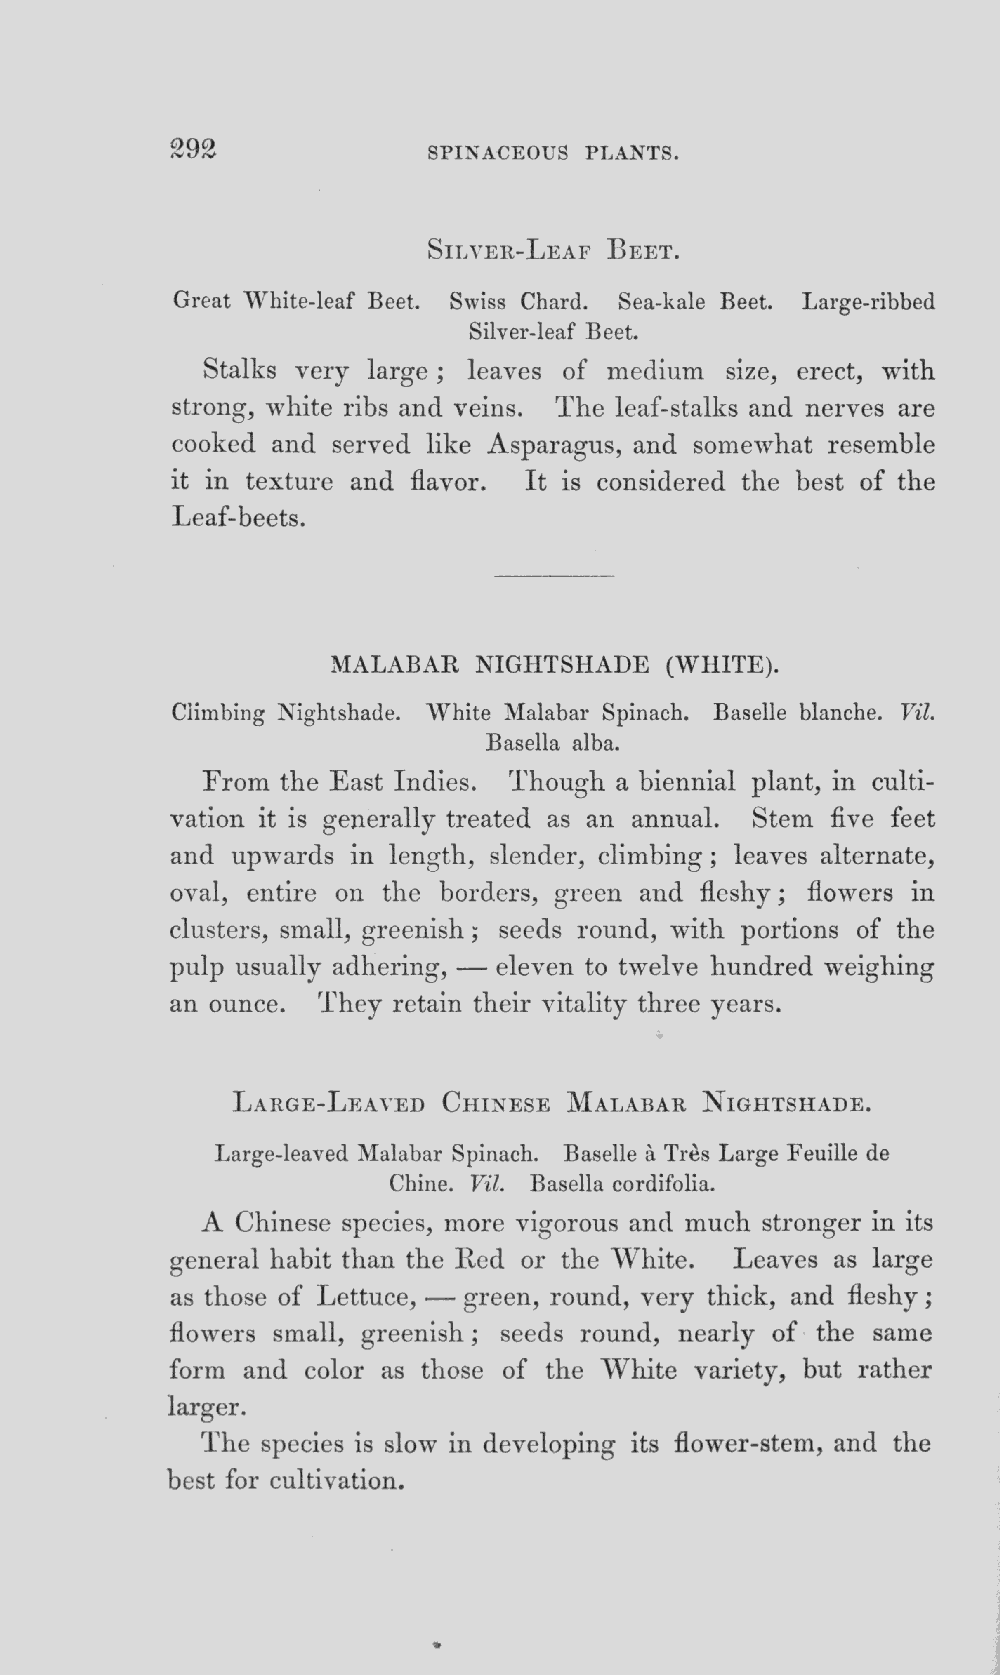 292 SPINACEOUS PLANTS.
SILVER-LEAF BEET.
Great White-leaf Beet. Swiss Chard. Sea-kale Beet. Large-ribbed
Silver-leaf Beet.
Stalks very large; leaves of medium size, erect, with
strong, white ribs and veins. The leaf-stalks and nerves are
cooked and served like Asparagus, and somewhat resemble
it in texture and flavor. It is considered the best of the
Leaf-beets.
MALABAR NIGHTSHADE (WHITE).
Climbing Nightshade. White Malabar Spinach. Baselle blanche. Vil.
Basella alba.
From the East Indies. Though a biennial plant, in culti-
vation it is generally treated as an annual. Stem five feet
and upwards in length, slender, climbing; leaves alternate,
oval, entire on the borders, green and fleshy; flowers in
clusters, small, greenish; seeds round, with portions of the
pulp usually adhering, — eleven to twelve hundred weighing
an ounce. They retain their vitality three years.
LARGE-LEAVED CHINESE MALABAR NIGHTSHADE.
Large-leaved Malabar Spinach. Baselle à Très Large Feuille de
Chine. Vil. Basella cordifolia.
A Chinese species, more vigorous and much stronger in its
general habit than the Red or the White. Leaves as large
as those of Lettuce, — green, round, very thick, and fleshy;
flowers small, greenish; seeds round, nearly of the same
form and color as those of the White variety, but rather
larger.
The species is slow in developing its flower-stem, and the
best for cultivation.